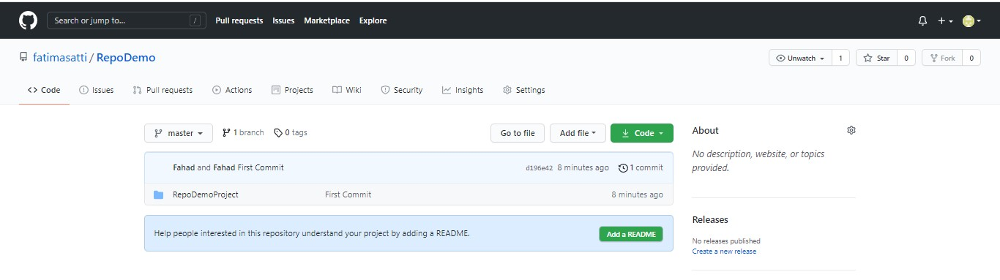 Search or jump to... / Pull requests Issues Marketplace Explore
fatimasatti / RepoDemo Unwatch 1 Star 0 Fork 0
Code Issues Pull requests Actions Projects Wiki Security Insights Settings
master 1 branch 0 tags Go to file Add file Code
About
No description, website, or topics
provided.
Fahad and Fahad First Commit d196e42 8 minutes ago 1 commit
RepoDemoProject First Commit 8 minutes ago
Releases
Help people interested in this repository understand your project by adding a README. Add a README
No releases published
Create a new release